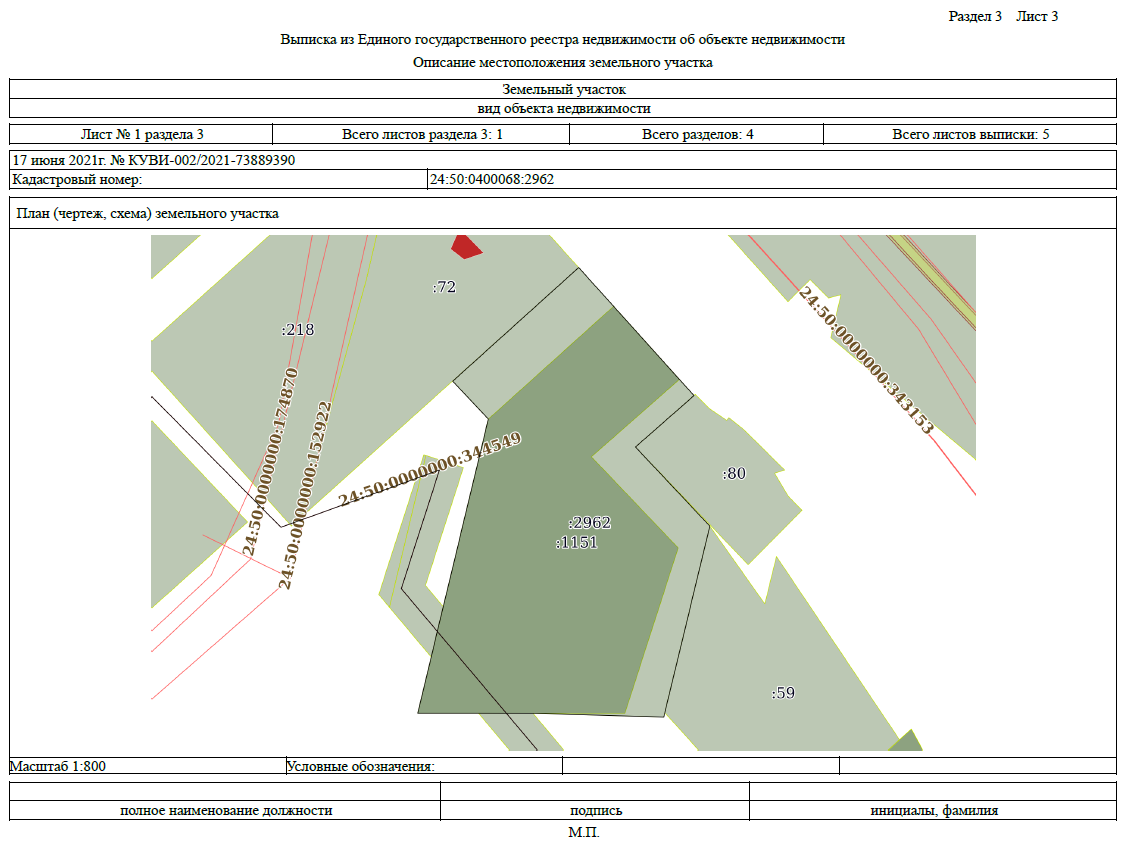 Раздел 3 Лист 3
Выписка из Единого государственного реестра недвижимости об объекте недвижимости
Описание местоположения земельного участка
Земельный участок
вид объекта недвижимости
Лист № 1 раздела 3 Всего листов раздела 3: 1 Всего разделов: 4 Всего листов выписки: 5
17 июня 2021г. № КУВИ-002/2021-73889390
Кадастровый номер: 24:50:0400068:2962
План (чертеж, схема) земельного участка
:72
:218
24:50:0000000:343153
24:50:0000000:174870
24:50:0000000:152922
24:50:0000000:344549
:80
:2962
:1151
:59
Масштаб 1:800 Условные обозначения:
полное наименование должности подпись инициалы, фамилия
М.П.